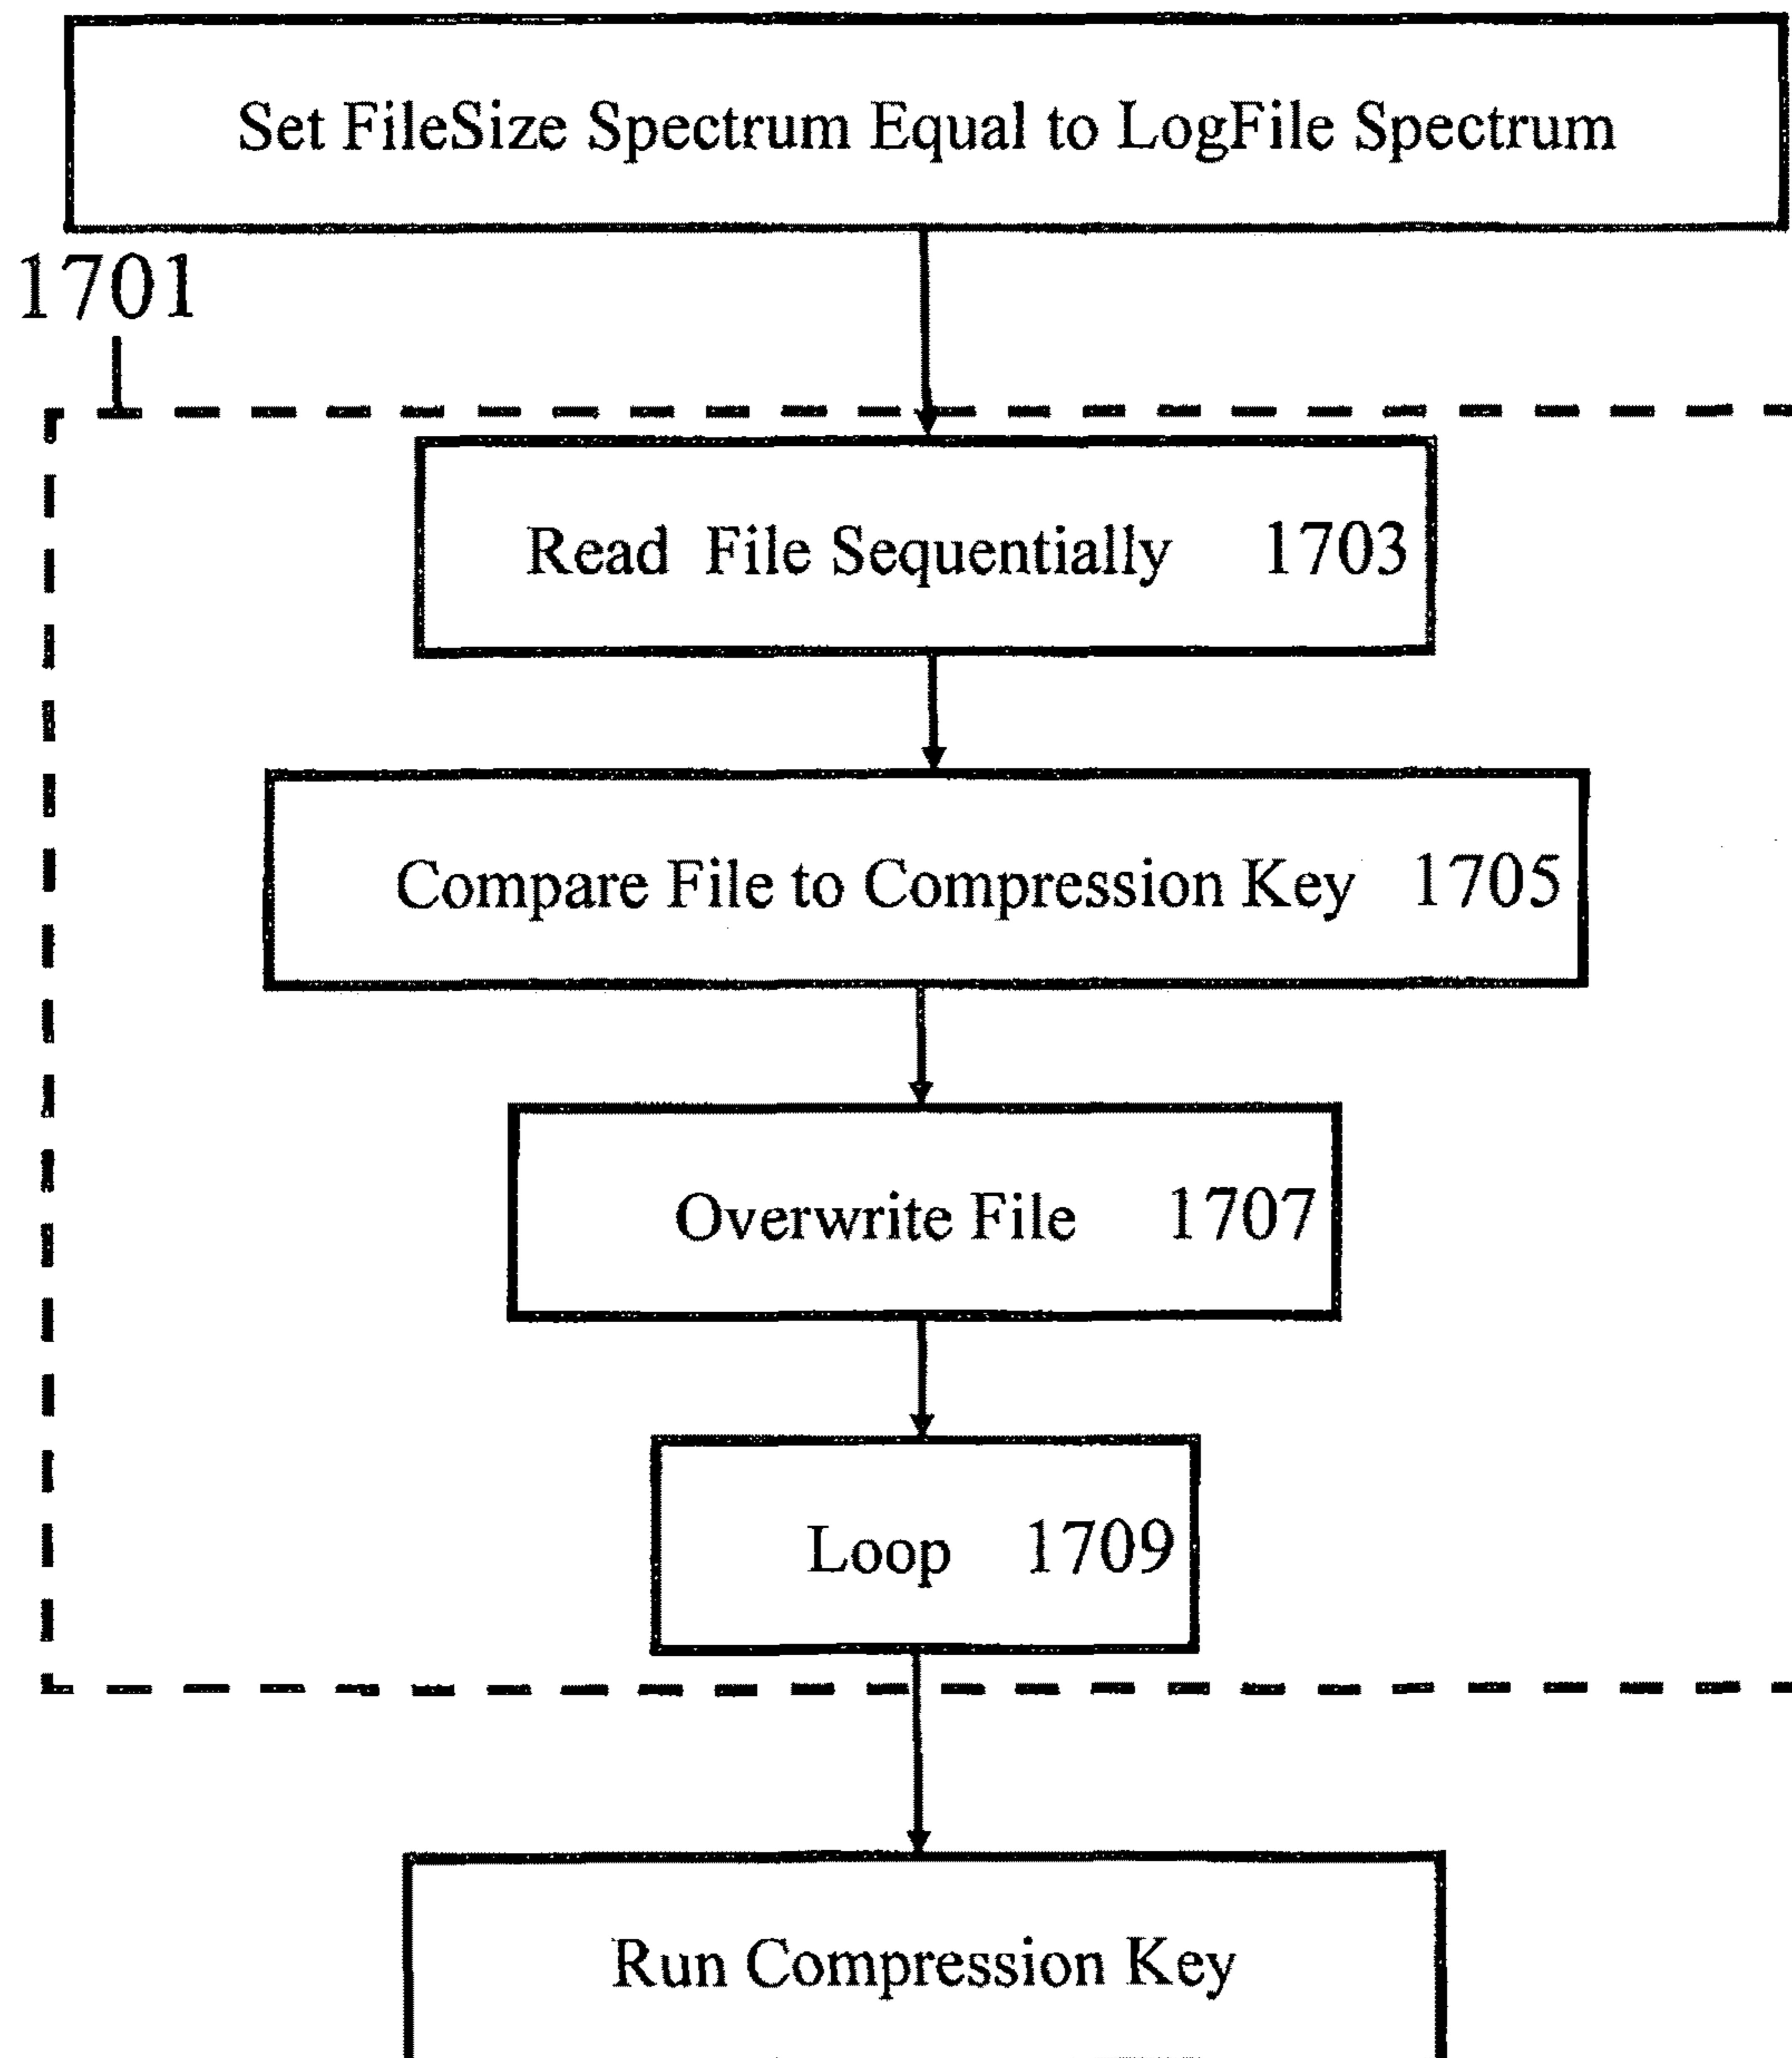 Set FileSize Spectrum Equal to LogFile Spectrum
1701
Read File Sequentially 1703
Compare File to Compression Key 1705
Overwrite File 1707
Loop 1709
Run Compression Key